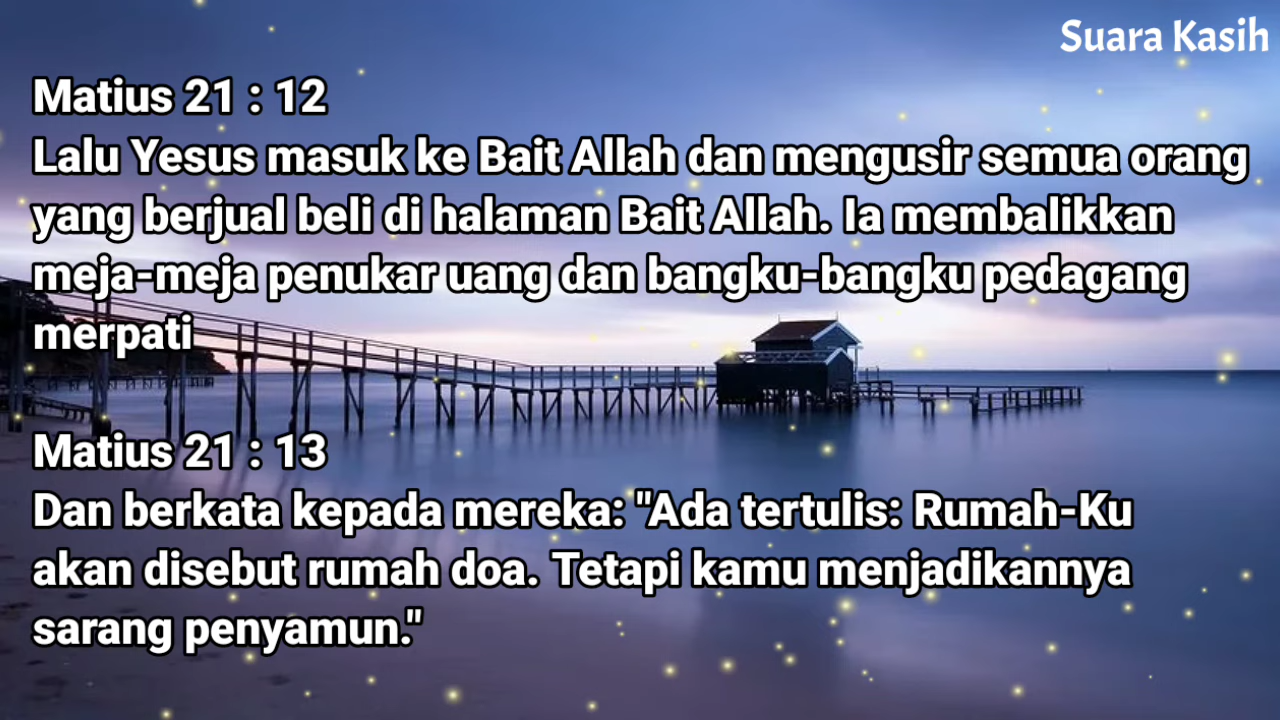 Suara Kasih
Matius 21 : 12
Lalu Yesus masuk ke Bait Allah dan mengusir semua orang
yang berjual beli di halaman Bait Allah. Ia membalikkan
meja-meja penukar uang dan bangku-bangku pedagang
merpati
Matius 21 : 13
Dan berkata kepada mereka: "Ada tertulis: Rumah-Ku
akan disebut rumah doa. Tetapi kamu menjadikannya
sarang penyamun."